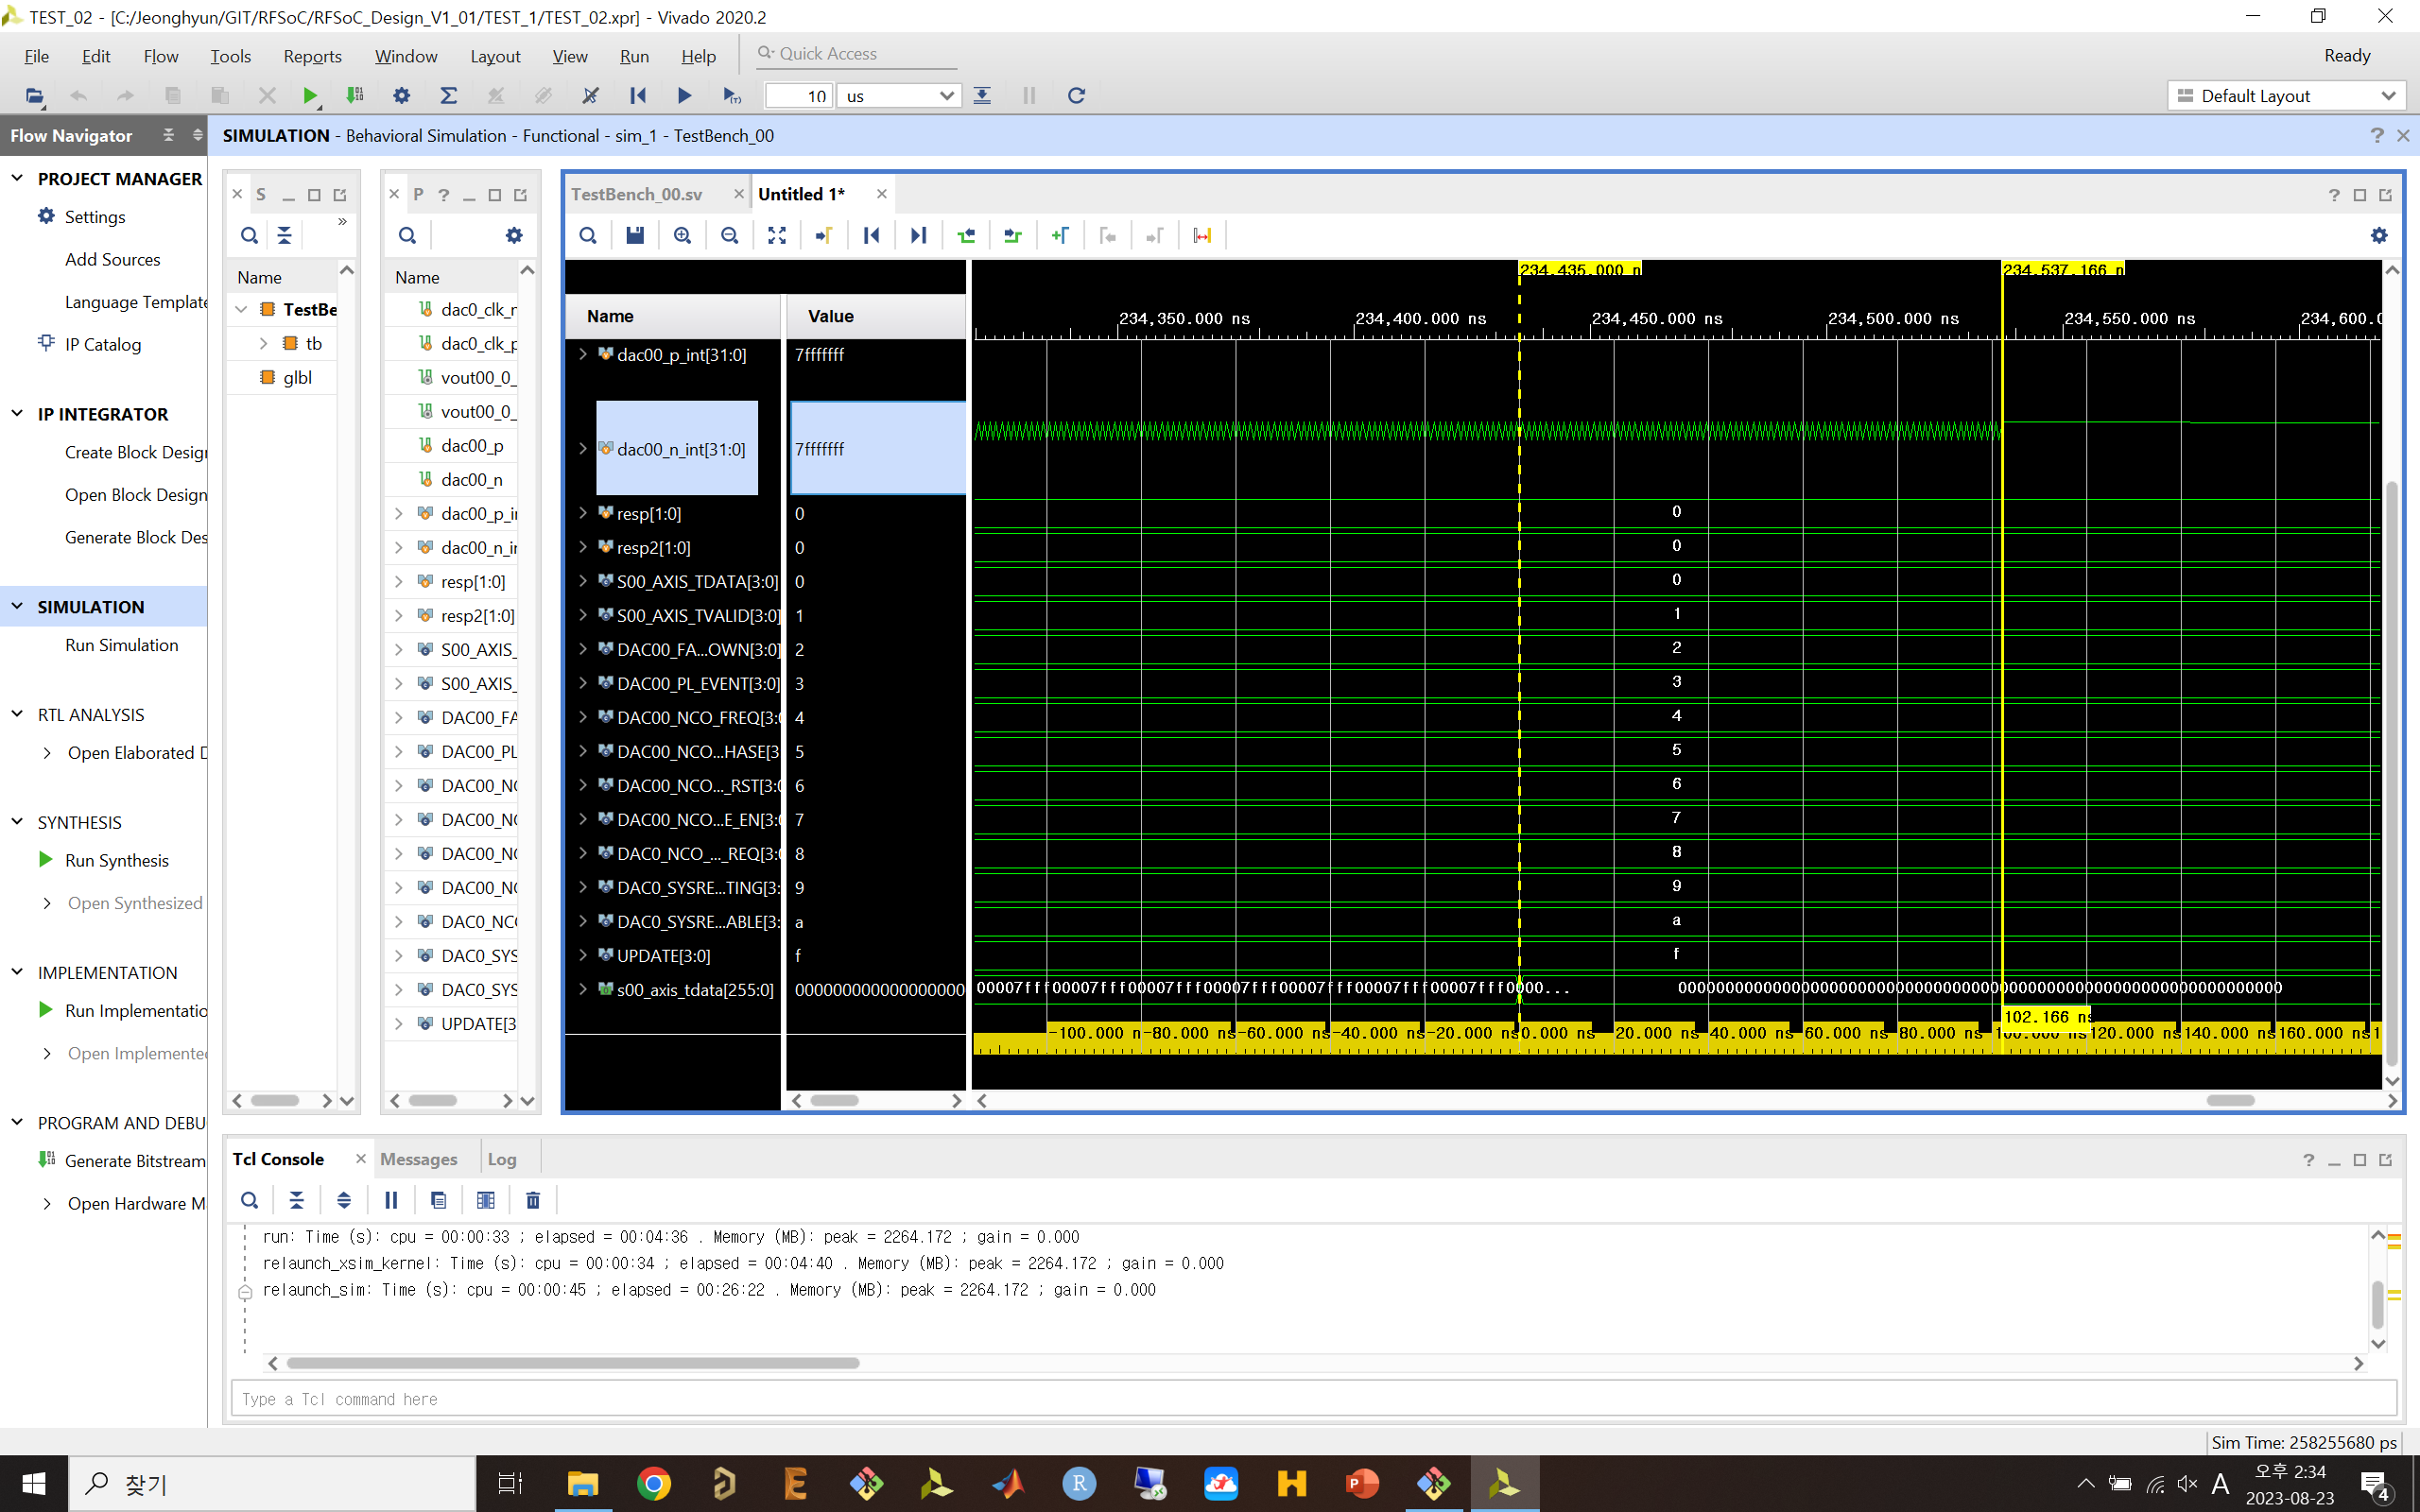 TEST_02 - [C:/Jeonghyun/GIT/RFSoC/RFSoC_Design_V1_01/TEST_1/TEST_02.xpr] - Vivado 2020.2
File Edit Flow Tools Reports Window Layout View Run Help Quick Access Ready
10 us Default Layout
Flow Navigator
SIMULATION - Behavioral Simulation - Functional - sim_1 - TestBench_00
PROJECT MANAGER
Settings
Add Sources
Language Template
IP Catalog
IP INTEGRATOR
Create Block Desig
Open Block Design
Generate Block Des
SIMULATION
Run Simulation
RTL ANALYSIS
Open Elaborated D
SYNTHESIS
Run Synthesis
Open Synthesized
IMPLEMENTATION
Run Implementatio
Open Implemente
PROGRAM AND DEBU
Generate Bitstream
Open Hardware M
S
Name
TestBe
tb
glbl
P
Name
dac0_clk_r
dac0_clk_p
vout00_0_
vout00_0_
dac00_p
dac00_n
dac00_p_i
dac00_n_i
resp[1:0]
resp2[1:0]
S00_AXIS_
S00_AXIS_
DAC00_FA
DAC00_PL
DAC00_N
DAC00_N
DAC00_N
DAC00_N
DAC0_NC
DAC0_SYS
DAC0_SYS
UPDATE[3
TestBench_00.sv Untitled 1*
Name Value
234,435.000 n 234,537.166 n
234,350.000 ns 234,400.000 ns 234,450.000 ns 234,500.000 ns 234,550.000 ns 234,600.0
dac00_p_int[31:0] 7fffffff
dac00_n_int[31:0] 7fffffff
resp[1:0] 0 0
resp2[1:0] 0 0
S00_AXIS_TDATA[3:0] 0 0
S00_AXIS_TVALID[3:0] 1 1
DAC00_FA...OWN[3:0] 2 2
DAC00_PL_EVENT[3:0] 3 3
DAC00_NCO_FREQ[3:0 4 4
DAC00_NCO...HASE[3 5 5
DAC00_NCO..._RST[3:0 6 6
DAC00_NCO...E_EN[3:0 7 7
DAC0_NCO_..._REQ[3:0 8 8
DAC0_SYSRE...TING[3: 9 9
DAC0_SYSRE...ABLE[3: a a
UPDATE[3:0] f f
s00_axis_tdata[255:0] 000000000000000000 00007fff00007fff00007fff00007fff00007fff00007fff00007fff0000... 0000000000000000000000000000000000000000000000000000000000000000
102.166 ns
-100.000 n -80.000 ns -60.000 ns -40.000 ns -20.000 ns 0.000 ns 20.000 ns 40.000 ns 60.000 ns 80.000 ns 100.000 ns 120.000 ns 140.000 ns 160.000 ns 1
Tcl Console Messages Log
run: Time (s): cpu = 00:00:33 ; elapsed = 00:04:36 . Memory (MB): peak = 2264.172 ; gain = 0.000
relaunch_xsim_kernel: Time (s): cpu = 00:00:34 ; elapsed = 00:04:40 . Memory (MB): peak = 2264.172 ; gain = 0.000
relaunch_sim: Time (s): cpu = 00:00:45 ; elapsed = 00:26:22 . Memory (MB): peak = 2264.172 ; gain = 0.000
Type a Tcl command here
Sim Time: 258255680 ps
찾기
A
오후 2:34
2023-08-23
4